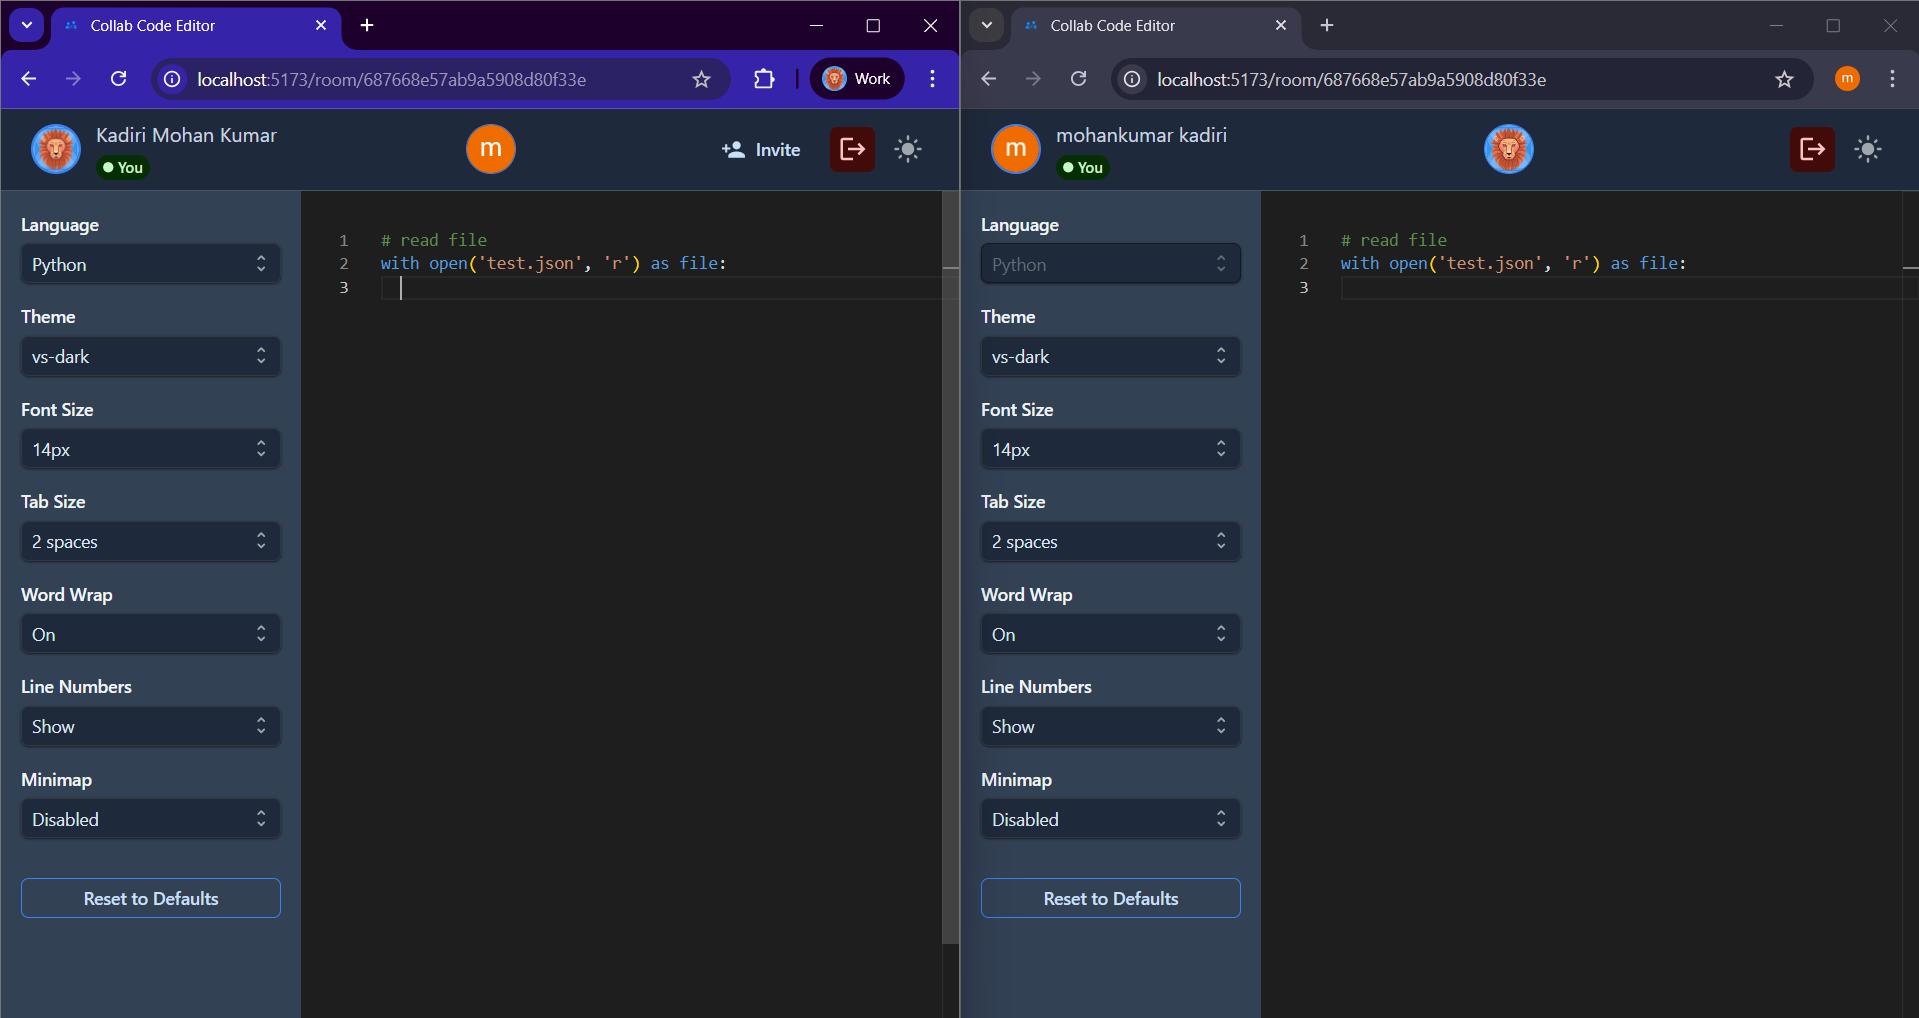 Collab Code Editor
localhost:5173/room/687668e57ab9a5908d80f33e
Work
Kadiri Mohan Kumar
You
m
Invite
Language
Python
Theme
vs-dark
Font Size
14px
Tab Size
2 spaces
Word Wrap
On
Line Numbers
Show
Minimap
Disabled
Reset to Defaults
1 # read file
2 with open('test.json', 'r') as file:
3
Collab Code Editor
localhost:5173/room/687668e57ab9a5908d80f33e
m
m
mohankumar kadiri
You
Language
Python
Theme
vs-dark
Font Size
14px
Tab Size
2 spaces
Word Wrap
On
Line Numbers
Show
Minimap
Disabled
Reset to Defaults
1 # read file
2 with open('test.json', 'r') as file:
3